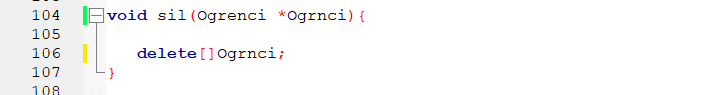 104 void sil(Ogrenci *Ogrnci){
105
106 delete[]Ogrnci;
107 }
108